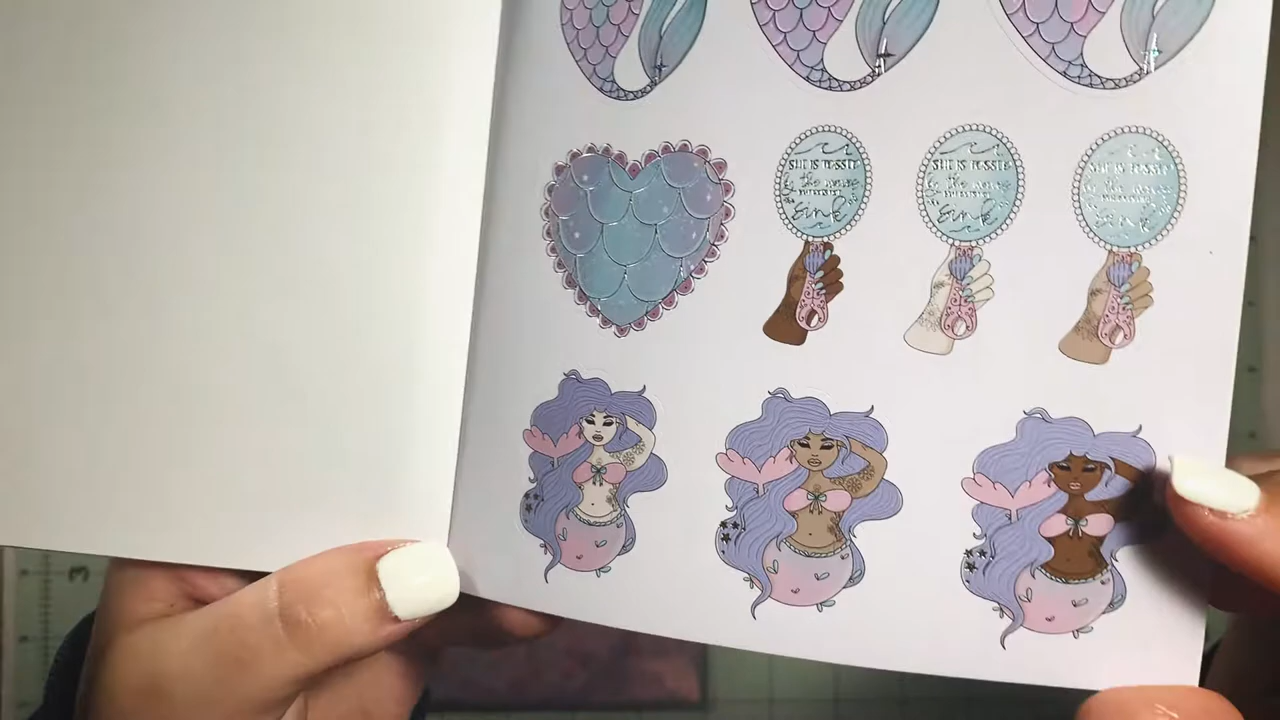 SHE IS TOSSED
by the waves
sink
SHE IS TOSSED
by the waves
sink
SHE IS TOSSED
by the waves
sink
3